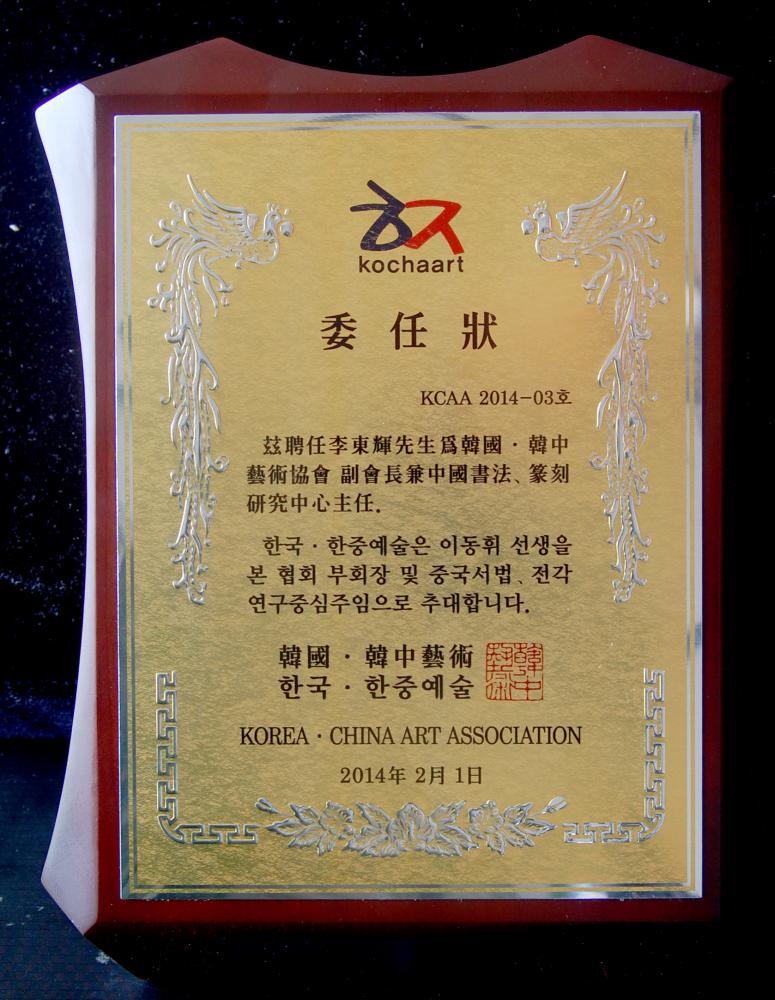 kochaart
委任狀
KCAA 2014-03호
玆聘任李東輝先生爲韓國·韓中
藝術協會 副會長兼中國書法、篆刻
研究中心主任.
한국·한중예술은 이동휘 선생을
본 협회 부회장 및 중국서법、전각
연구중심주임으로 추대합니다.
韓國·韓中藝術
한국·한중예술
KOREA·CHINA ART ASSOCIATION
2014年 2月 1日